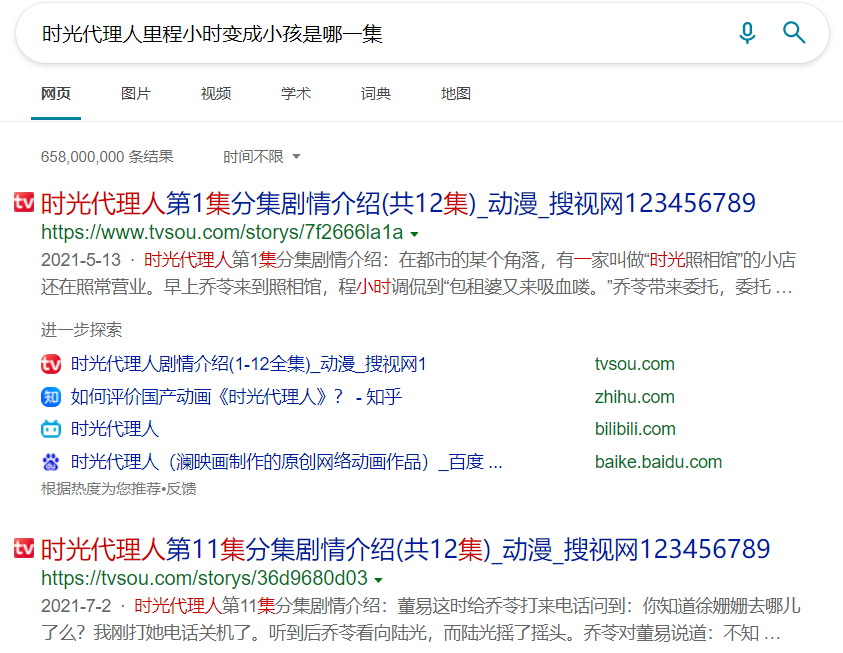 时光代理人里程小时变成小孩是哪一集
网页 图片 视频 学术 词典 地图
658,000,000 条结果 时间不限
tv 时光代理人第1集分集剧情介绍(共12集)_动漫_搜视网123456789
https://www.tvsou.com/storys/7f2666la1a
2021-5-13 · 时光代理人第1集分集剧情介绍：在都市的某个角落，有一家叫做“时光照相馆”的小店
还在照常营业。早上乔苓来到照相馆，程小时调侃到“包租婆又来吸血喽。”乔苓带来委托，委托 …
进一步探索
tv 时光代理人剧情介绍(1-12全集)_动漫_搜视网1 tvsou.com
知 如何评价国产动画《时光代理人》？ - 知乎 zhihu.com
时光代理人 bilibili.com
时光代理人（澜映画制作的原创网络动画作品）_百度 ... baike.baidu.com
根据热度为您推荐•反馈
tv 时光代理人第11集分集剧情介绍(共12集)_动漫_搜视网123456789
https://tvsou.com/storys/36d9680d03
2021-7-2 · 时光代理人第11集分集剧情介绍：董易这时给乔苓打来电话问到：你知道徐姗姗去哪儿
了么？我刚打她电话关机了。听到后乔苓看向陆光，而陆光摇了摇头。乔苓对董易说道：不知 …